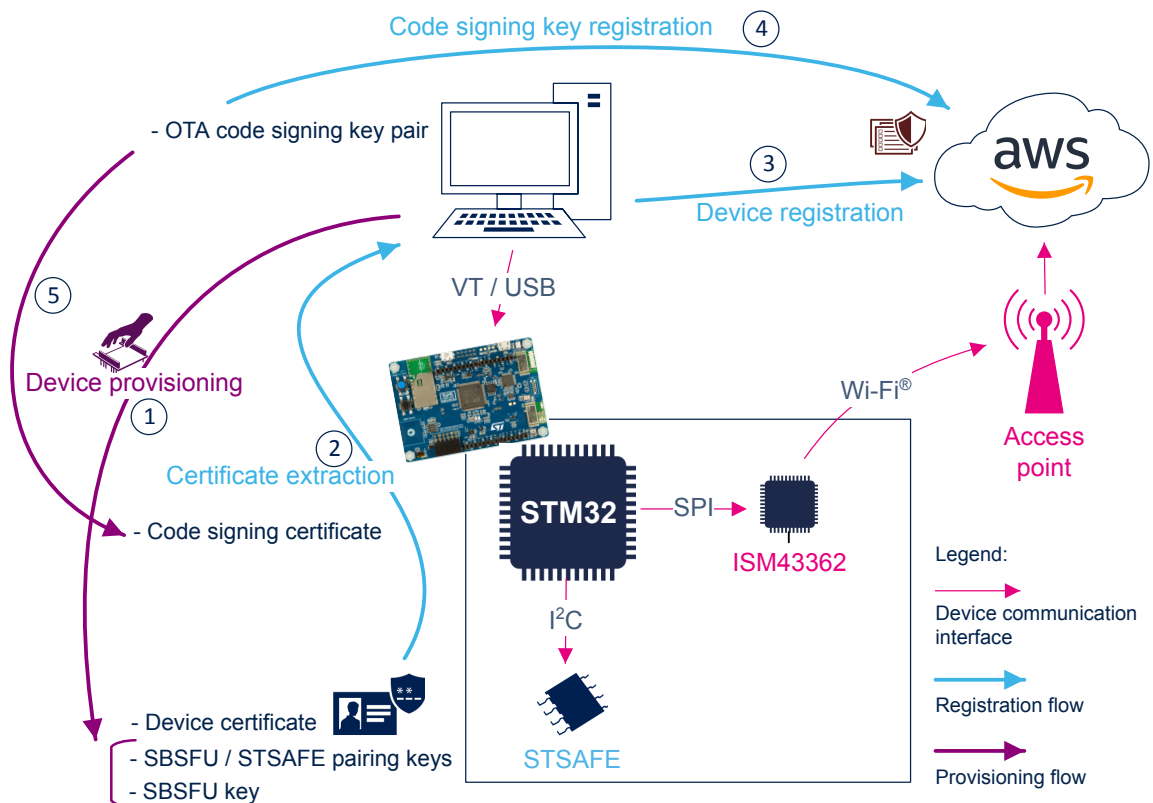 Code signing key registration
4
- OTA code signing key pair
aws
3
Device registration
VT / USB
5
Device provisioning
1
Wi-Fi®
Access
point
2
Certificate extraction
STM32
SPI
- Code signing certificate
ISM43362
I²C
Legend:
Device communication
interface
Registration flow
Provisioning flow
**
- Device certificate
- SBSFU / STSAFE pairing keys
- SBSFU key
STSAFE